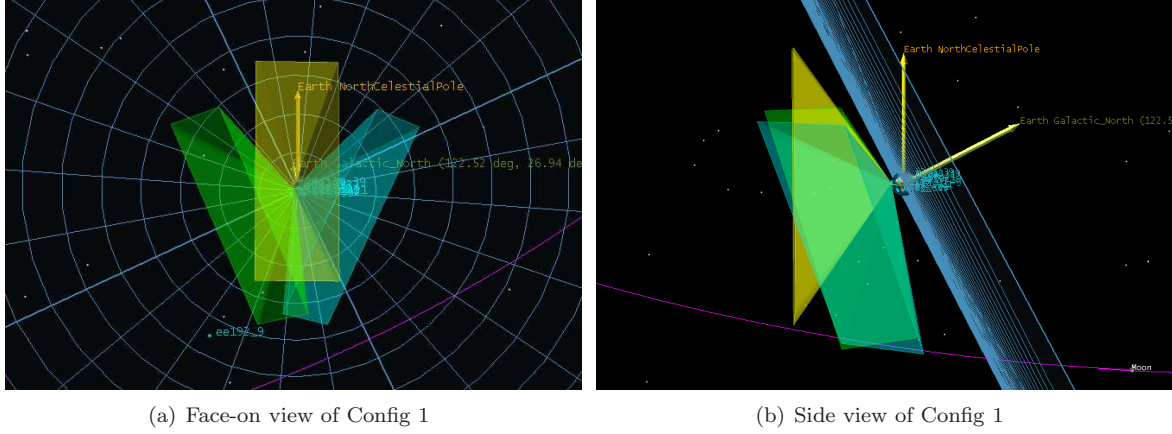 Earth NorthCelestialPole
Earth Galactic_North (122.52 deg, 26.94 de
ee192_9
Earth NorthCelestialPole
Earth Galactic_North (122.5
Moon
(a) Face-on view of Config 1
(b) Side view of Config 1